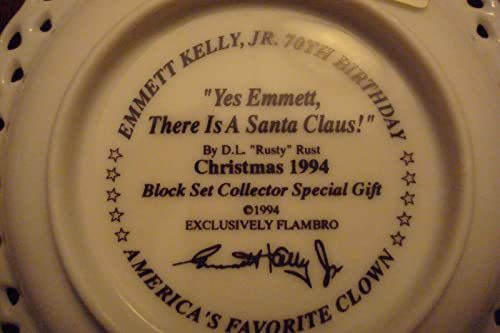 EMMETT KELLY, JR. 70TH BIRTHDAY
"Yes Emmett,
There Is A Santa Claus!"
By D.L. "Rusty" Rust
Christmas 1994
Block Set Collector Special Gift
©1994
EXCLUSIVELY FLAMBRO
Emmett Kelly Jr
AMERICA'S FAVORITE CLOWN